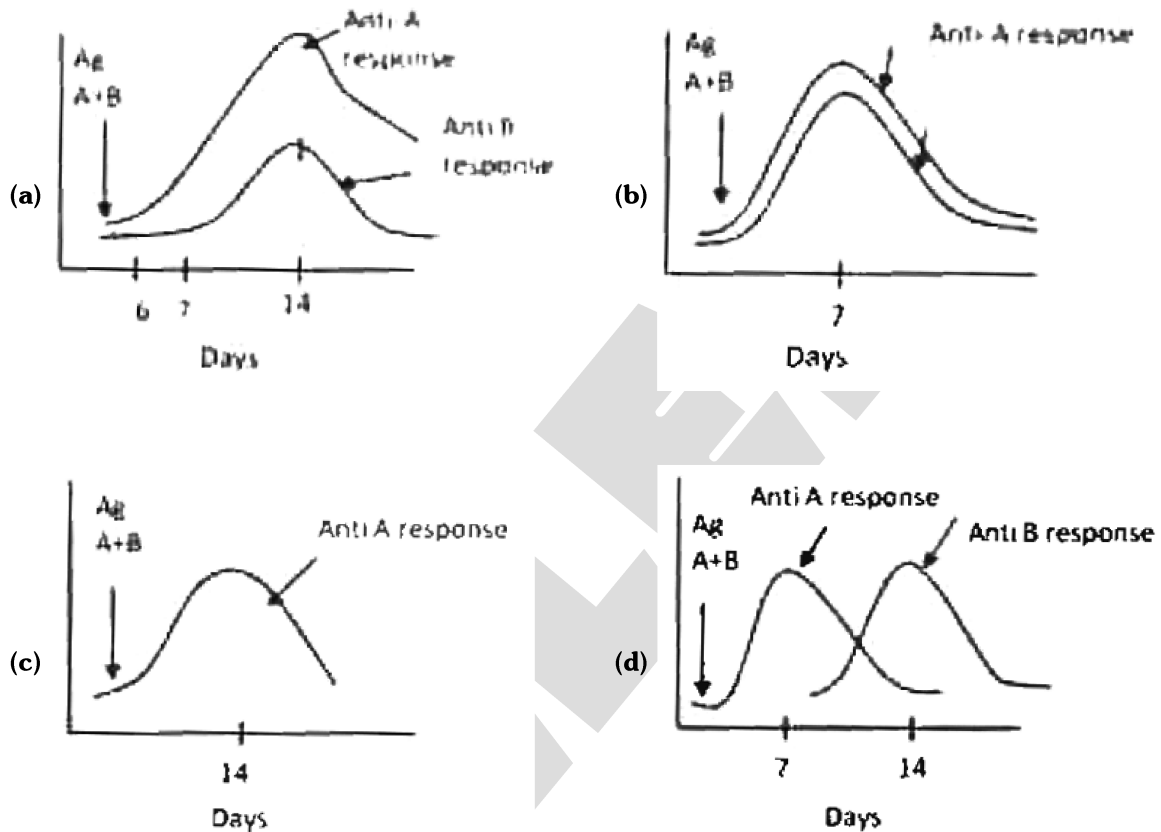 (a)
Ag
A+B
Anti A
response
Anti B
response
6 7 14
Days
(b)
Ag
A+B
Anti A response
7
Days
(c)
Ag
A+B
Anti A response
14
Days
(d)
Ag
A+B
Anti A response
Anti B response
7 14
Days